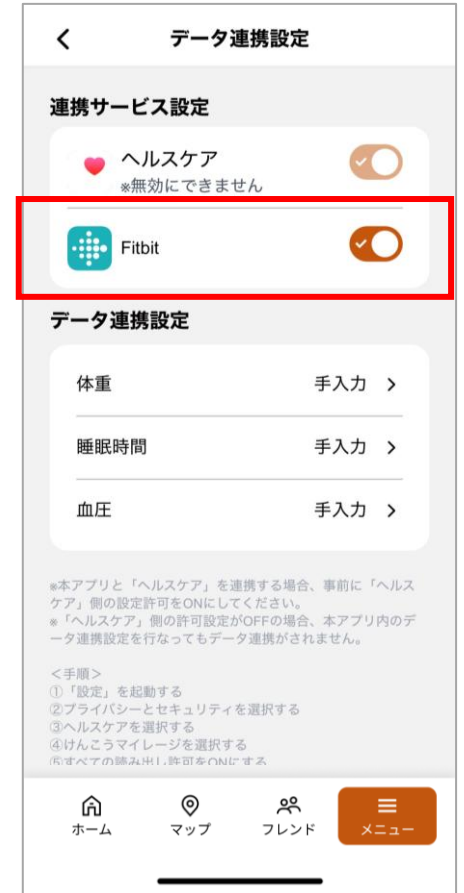 データ連携設定
連携サービス設定
ヘルスケア
※無効にできません
Fitbit
データ連携設定
体重 手入力
睡眠時間 手入力
血圧 手入力
※本アプリと「ヘルスケア」を連携する場合、事前に「ヘルス
ケア」側の設定許可をONにしてください。
※「ヘルスケア」側の許可設定がOFFの場合、本アプリ内のデ
ータ連携設定を行なってもデータ連携がされません。
<手順>
①「設定」を起動する
②プライバシーとセキュリティを選択する
③ヘルスケアを選択する
④けんこうマイレージを選択する
⑤すべての読み出し許可をONにする
ホーム マップ フレンド メニュー